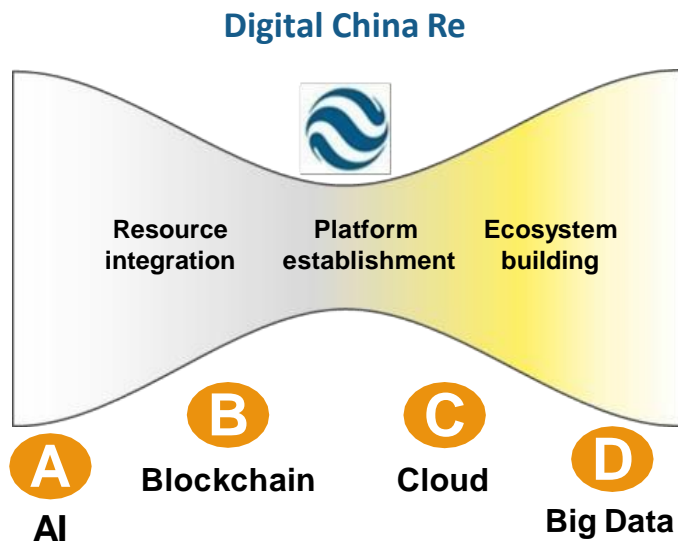 Digital China Re
Resource
integration
Platform
establishment
Ecosystem
building
A
AI
B
Blockchain
C
Cloud
D
Big Data